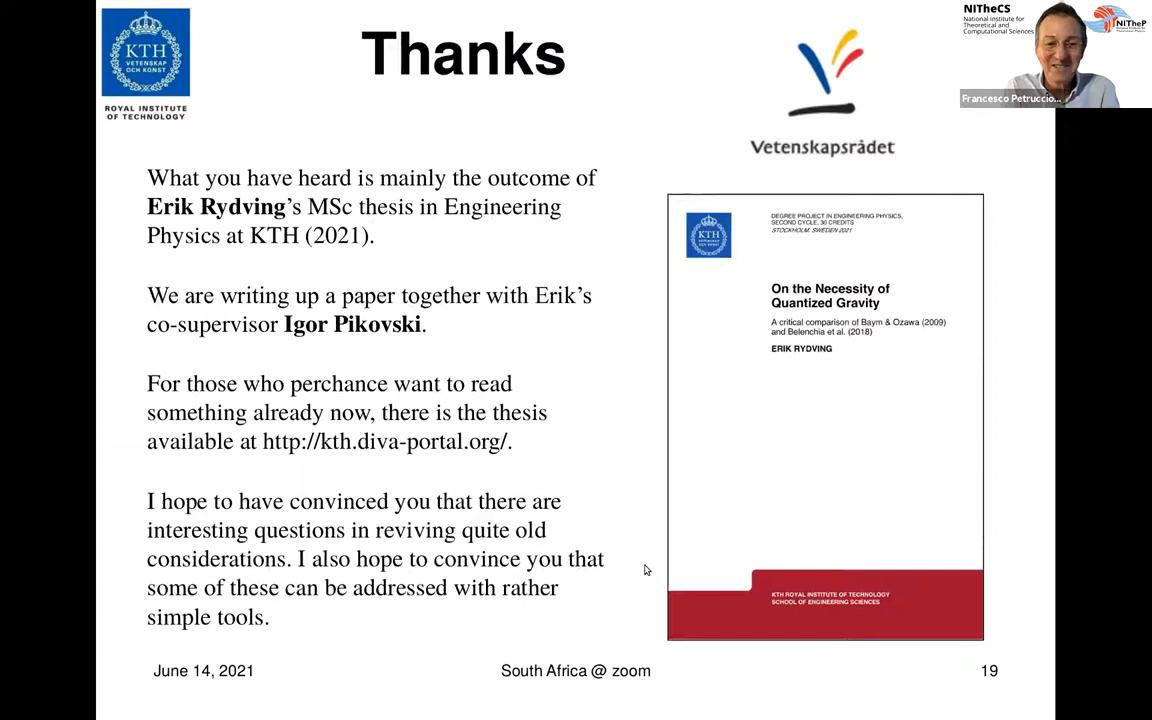 KTH
VETENSKAP
OCH KONST
ROYAL INSTITUTE
OF TECHNOLOGY
Thanks
Vetenskapsrådet
NITheCS
National Institute for
Theoretical and
Computational Sciences
NITheP
Francesco Petruccio...
What you have heard is mainly the outcome of
Erik Rydving's MSc thesis in Engineering
Physics at KTH (2021).
We are writing up a paper together with Erik's
co-supervisor Igor Pikovski.
For those who perchance want to read
something already now, there is the thesis
available at http://kth.diva-portal.org/.
I hope to have convinced you that there are
interesting questions in reviving quite old
considerations. I also hope to convince you that
some of these can be addressed with rather
simple tools.
KTH
DEGREE PROJECT IN ENGINEERING PHYSICS,
SECOND CYCLE, 30 CREDITS
STOCKHOLM, SWEDEN 2021
On the Necessity of
Quantized Gravity
A critical comparison of Baym & Ozawa (2009)
and Belenchia et al. (2018)
ERIK RYDVING
KTH ROYAL INSTITUTE OF TECHNOLOGY
SCHOOL OF ENGINEERING SCIENCES
June 14, 2021
South Africa @ zoom
19